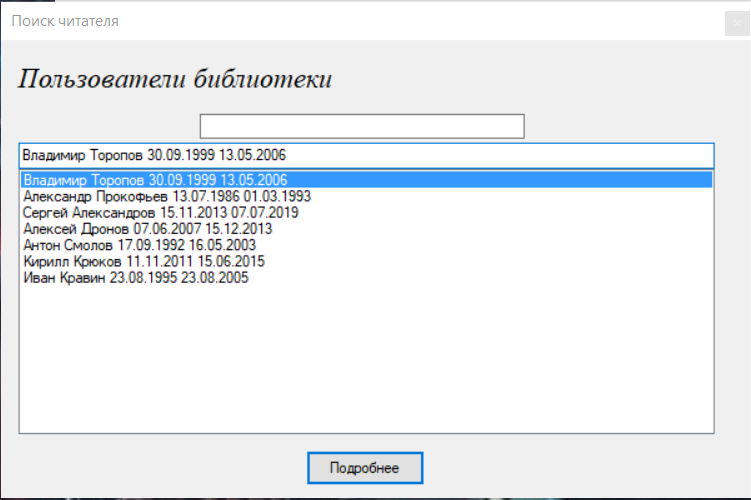 Поиск читателя
Пользователи библиотеки
Владимир Торопов 30.09.1999 13.05.2006
Владимир Торопов 30.09.1999 13.05.2006
Александр Прокофьев 13.07.1986 01.03.1993
Сергей Александров 15.11.2013 07.07.2019
Алексей Дронов 07.06.2007 15.12.2013
Антон Смолов 17.09.1992 16.05.2003
Кирилл Крюков 11.11.2011 15.06.2015
Иван Кравин 23.08.1995 23.08.2005
Подробнее